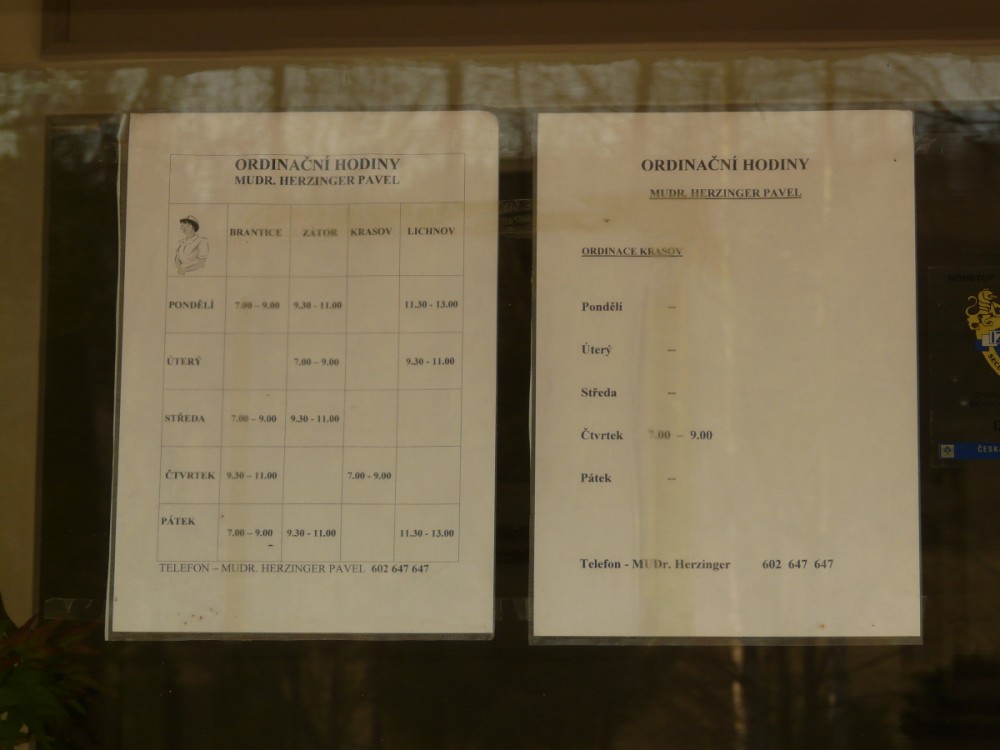 ORDINAČNÍ HODINY
MUDR. HERZINGER PAVEL
BRANTICE ZÁTOR KRASOV LICHNOV
PONDĚLÍ 7.00 – 9.00 9.30 - 11.00 11.30 - 13.00
ÚTERÝ 7.00 – 9.00 9.30 - 11.00
STŘEDA 7.00 – 9.00 9.30 - 11.00
ČTVRTEK 9.30 – 11.00 7.00 - 9.00
PÁTEK 7.00 – 9.00 9.30 - 11.00 11.30 - 13.00
TELEFON – MUDR. HERZINGER PAVEL 602 647 647
ORDINAČNÍ HODINY
MUDR. HERZINGER PAVEL
ORDINACE KRASOV
Pondělí --
Úterý --
Středa --
Čtvrtek 7.00 – 9.00
Pátek --
Telefon - MUDr. Herzinger 602 647 647